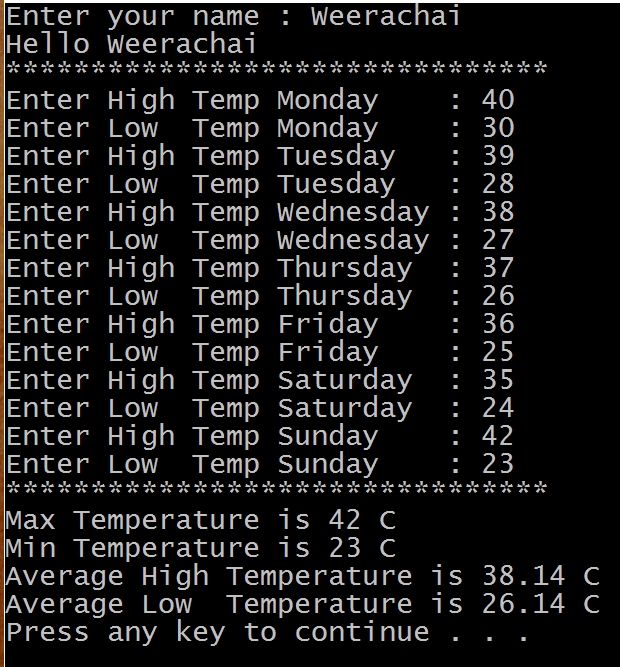 Enter your name : Weerachai
Hello Weerachai
********************************
Enter High Temp Monday    : 40
Enter Low  Temp Monday    : 30
Enter High Temp Tuesday   : 39
Enter Low  Temp Tuesday   : 28
Enter High Temp Wednesday : 38
Enter Low  Temp Wednesday : 27
Enter High Temp Thursday  : 37
Enter Low  Temp Thursday  : 26
Enter High Temp Friday    : 36
Enter Low  Temp Friday    : 25
Enter High Temp Saturday  : 35
Enter Low  Temp Saturday  : 24
Enter High Temp Sunday    : 42
Enter Low  Temp Sunday    : 23
********************************
Max Temperature is 42 C
Min Temperature is 23 C
Average High Temperature is 38.14 C
Average Low  Temperature is 26.14 C
Press any key to continue . . .